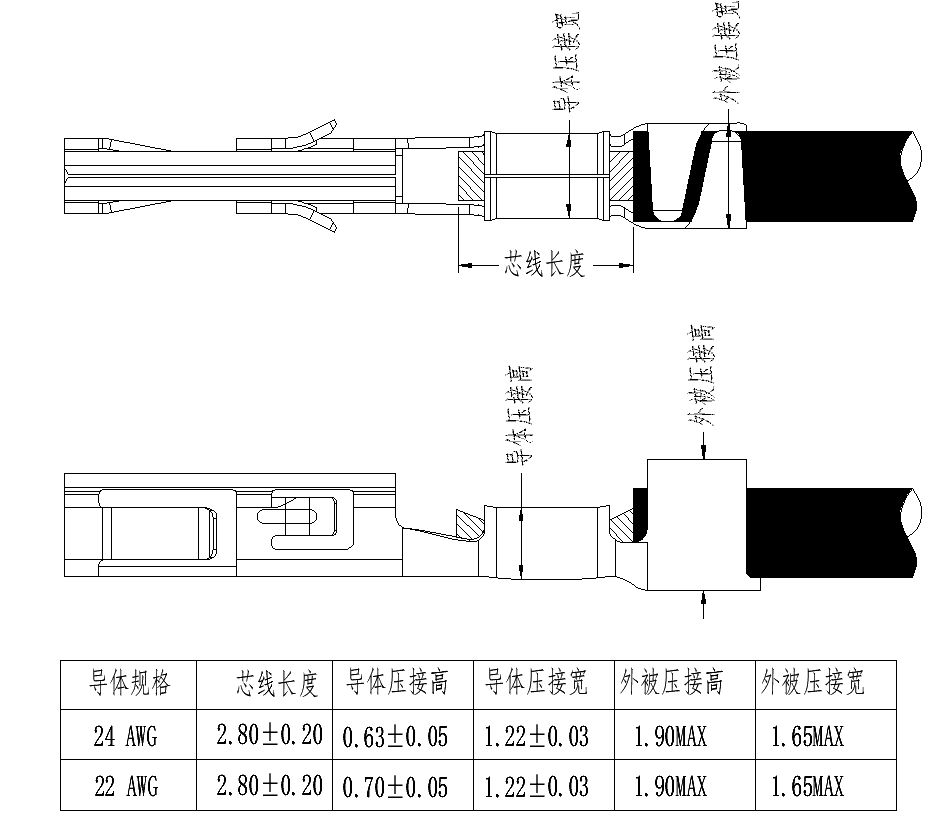 导体压接宽
外被压接宽
芯线长度
导体压接高
外被压接高
导体规格 芯线长度 导体压接高 导体压接宽 外被压接高 外被压接宽
24 AWG 2.80±0.20 0.63±0.05 1.22±0.03 1.90MAX 1.65MAX
22 AWG 2.80±0.20 0.70±0.05 1.22±0.03 1.90MAX 1.65MAX